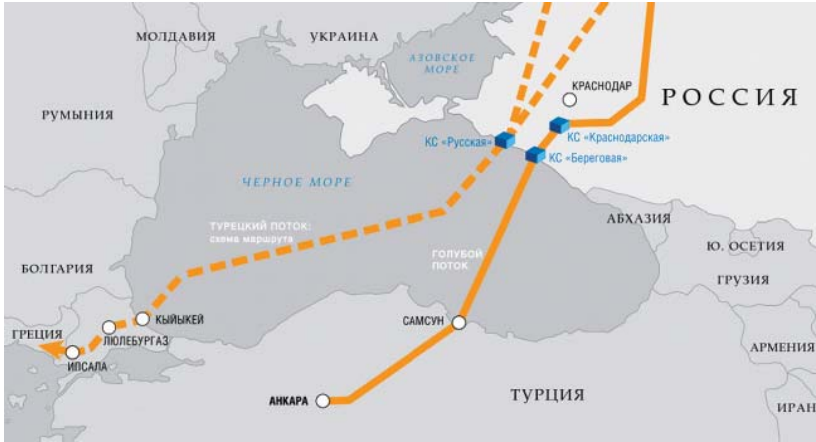 МОЛДАВИЯ
УКРАИНА
АЗОВСКОЕ
МОРЕ
КРАСНОДАР
РОССИЯ
РУМЫНИЯ
КС «Русская»
КС «Краснодарская»
КС «Береговая»
ЧЕРНОЕ МОРЕ
ТУРЕЦКИЙ ПОТОК:
схема маршрута
АБХАЗИЯ
ГОЛУБОЙ
ПОТОК
Ю. ОСЕТИЯ
БОЛГАРИЯ
ГРУЗИЯ
КЫЙЫКЕЙ
САМСУН
ГРЕЦИЯ
ЛЮЛЕБУРГАЗ
АРМЕНИЯ
ИПСАЛА
АНКАРА
ТУРЦИЯ
ИРАН